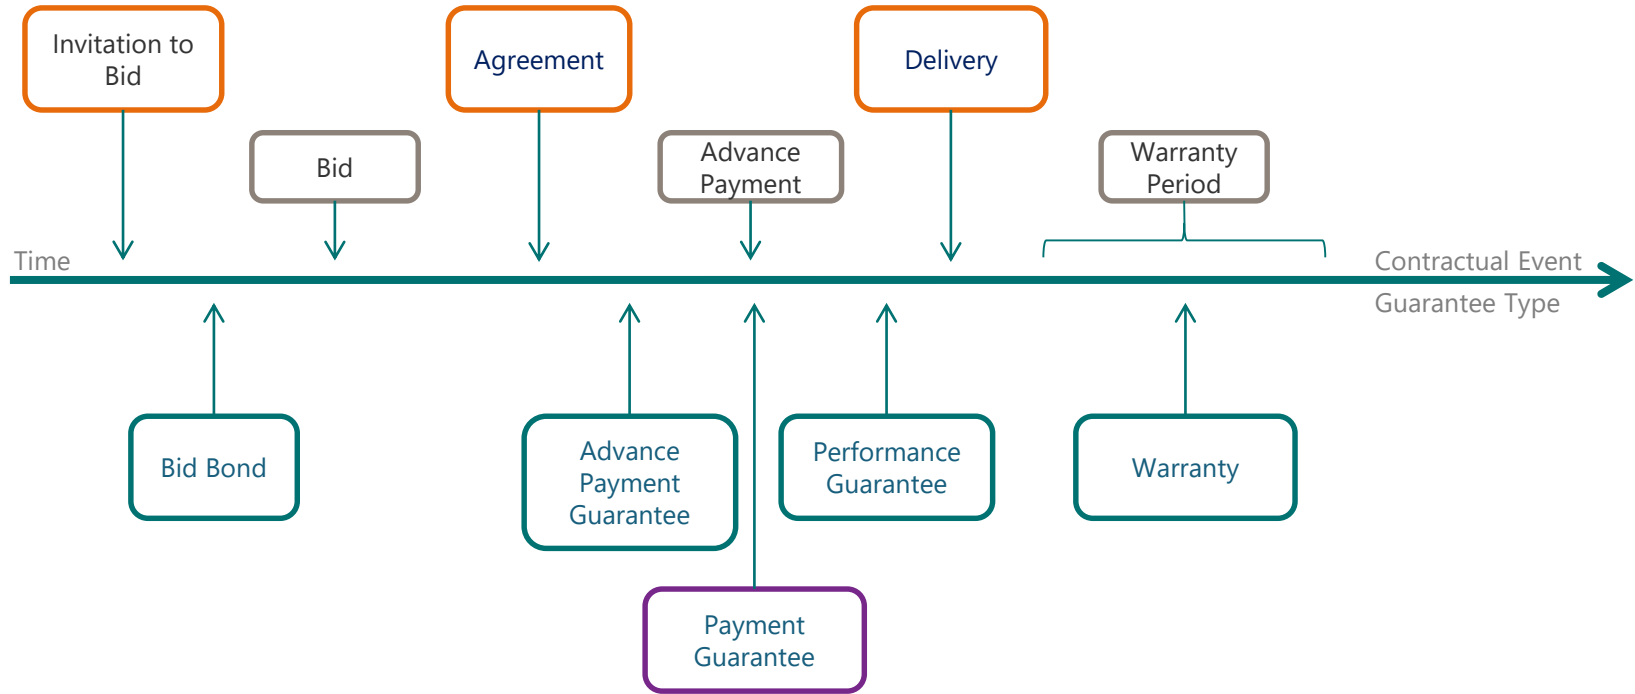 Invitation to
Bid
Agreement
Delivery
Bid
Advance
Payment
Warranty
Period
Time
Contractual Event
Guarantee Type
Bid Bond
Advance
Payment
Guarantee
Performance
Guarantee
Warranty
Payment
Guarantee